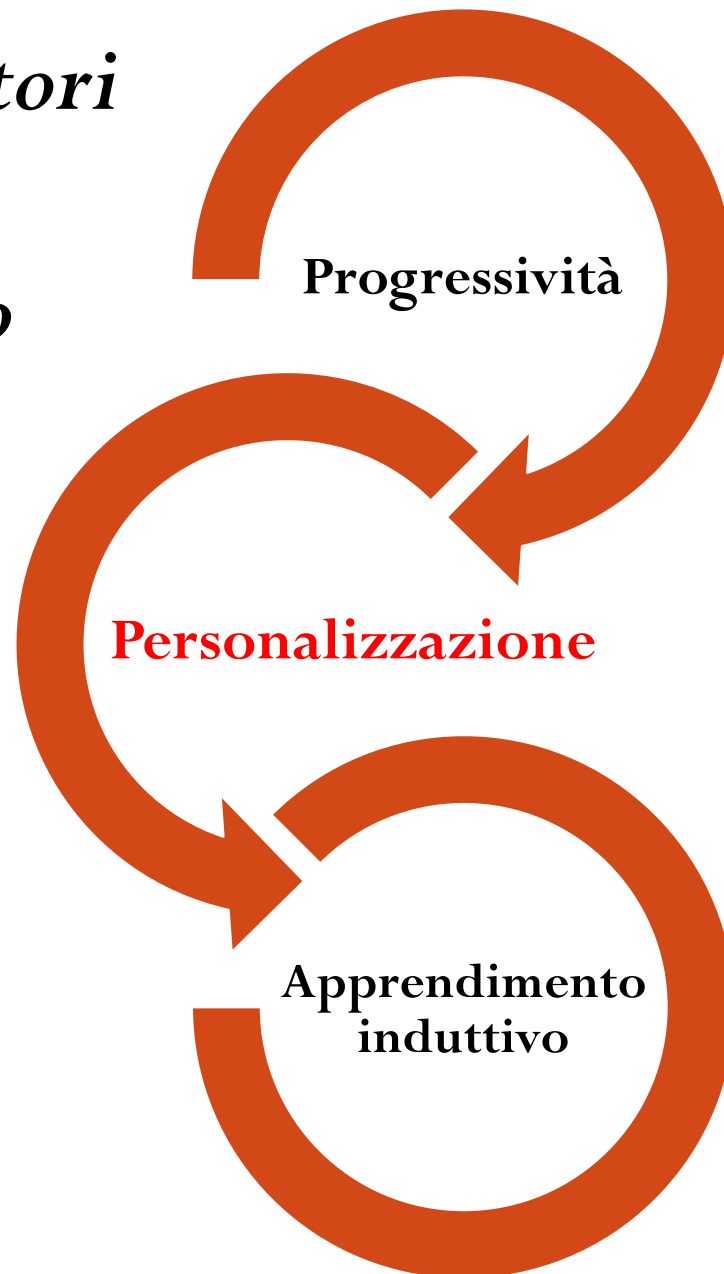 tori
o
Progressività
Personalizzazione
Apprendimento
induttivo